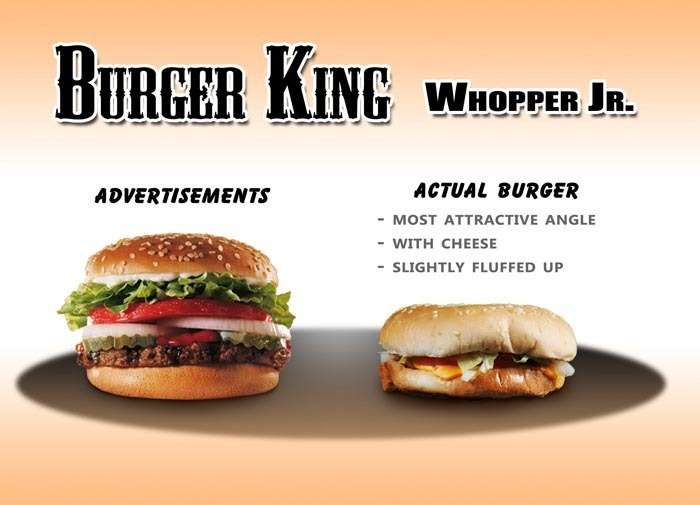 BURGER KING WHOPPER JR.
ADVERTISEMENTS
ACTUAL BURGER
- MOST ATTRACTIVE ANGLE
- WITH CHEESE
- SLIGHTLY FLUFFED UP